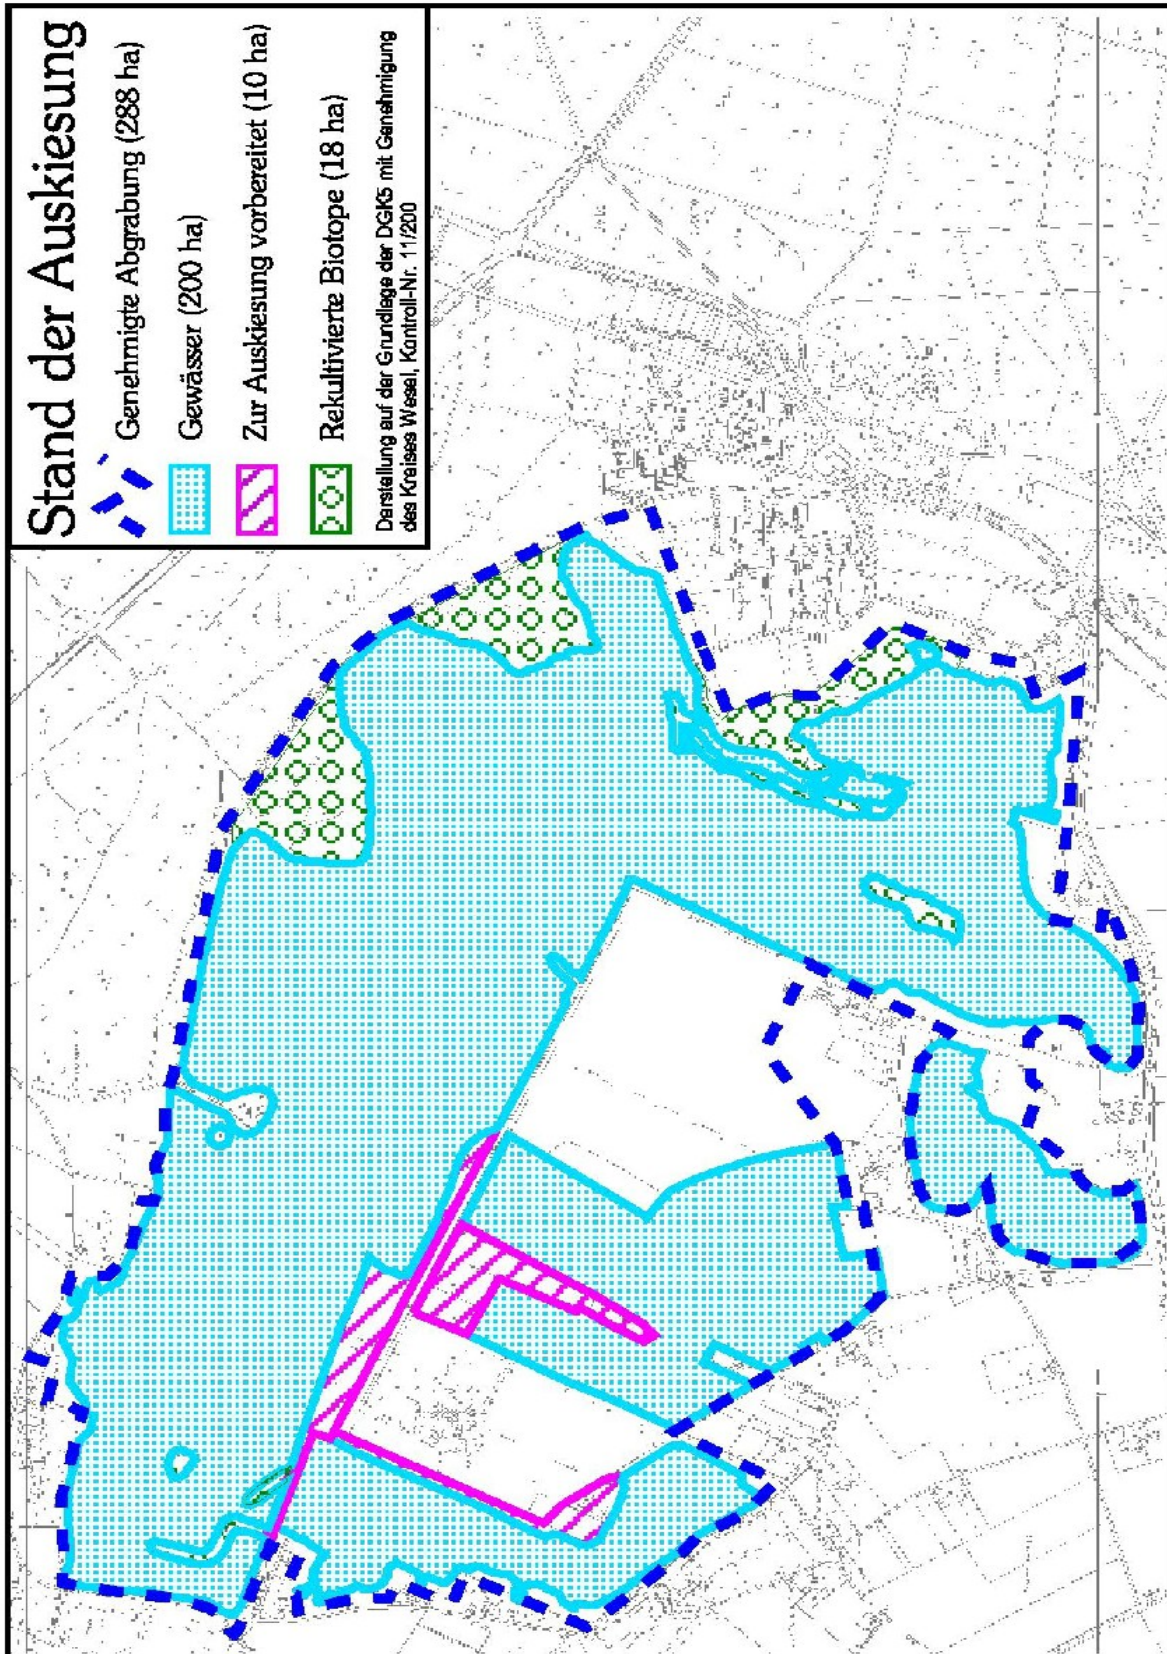 Stand der Auskiesung
Genehmigte Abgrabung (288 ha)
Gewässer (200 ha)
Zur Auskiesung vorbereitet (10 ha)
Rekultivierte Biotope (18 ha)
Darstellung auf der Grundlage der DGK5 mit Genehmigung
des Kreises Wesel, Kontroll-Nr. 11/200